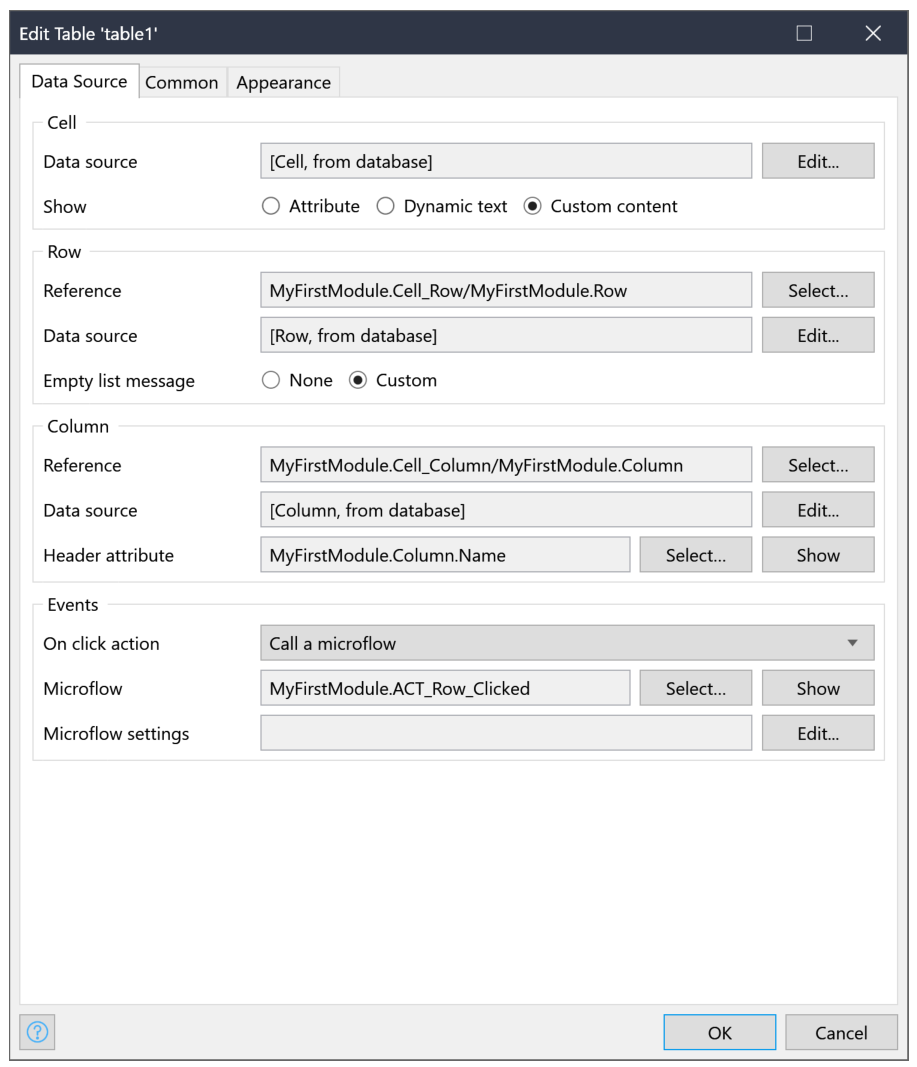 Edit Table 'table1'
Data Source Common Appearance
Cell
Data source [Cell, from database] Edit...
Show Attribute Dynamic text Custom content
Row
Reference MyFirstModule.Cell_Row/MyFirstModule.Row Select...
Data source [Row, from database] Edit...
Empty list message None Custom
Column
Reference MyFirstModule.Cell_Column/MyFirstModule.Column Select...
Data source [Column, from database] Edit...
Header attribute MyFirstModule.Column.Name Select... Show
Events
On click action Call a microflow
Microflow MyFirstModule.ACT_Row_Clicked Select... Show
Microflow settings Edit...
? OK Cancel